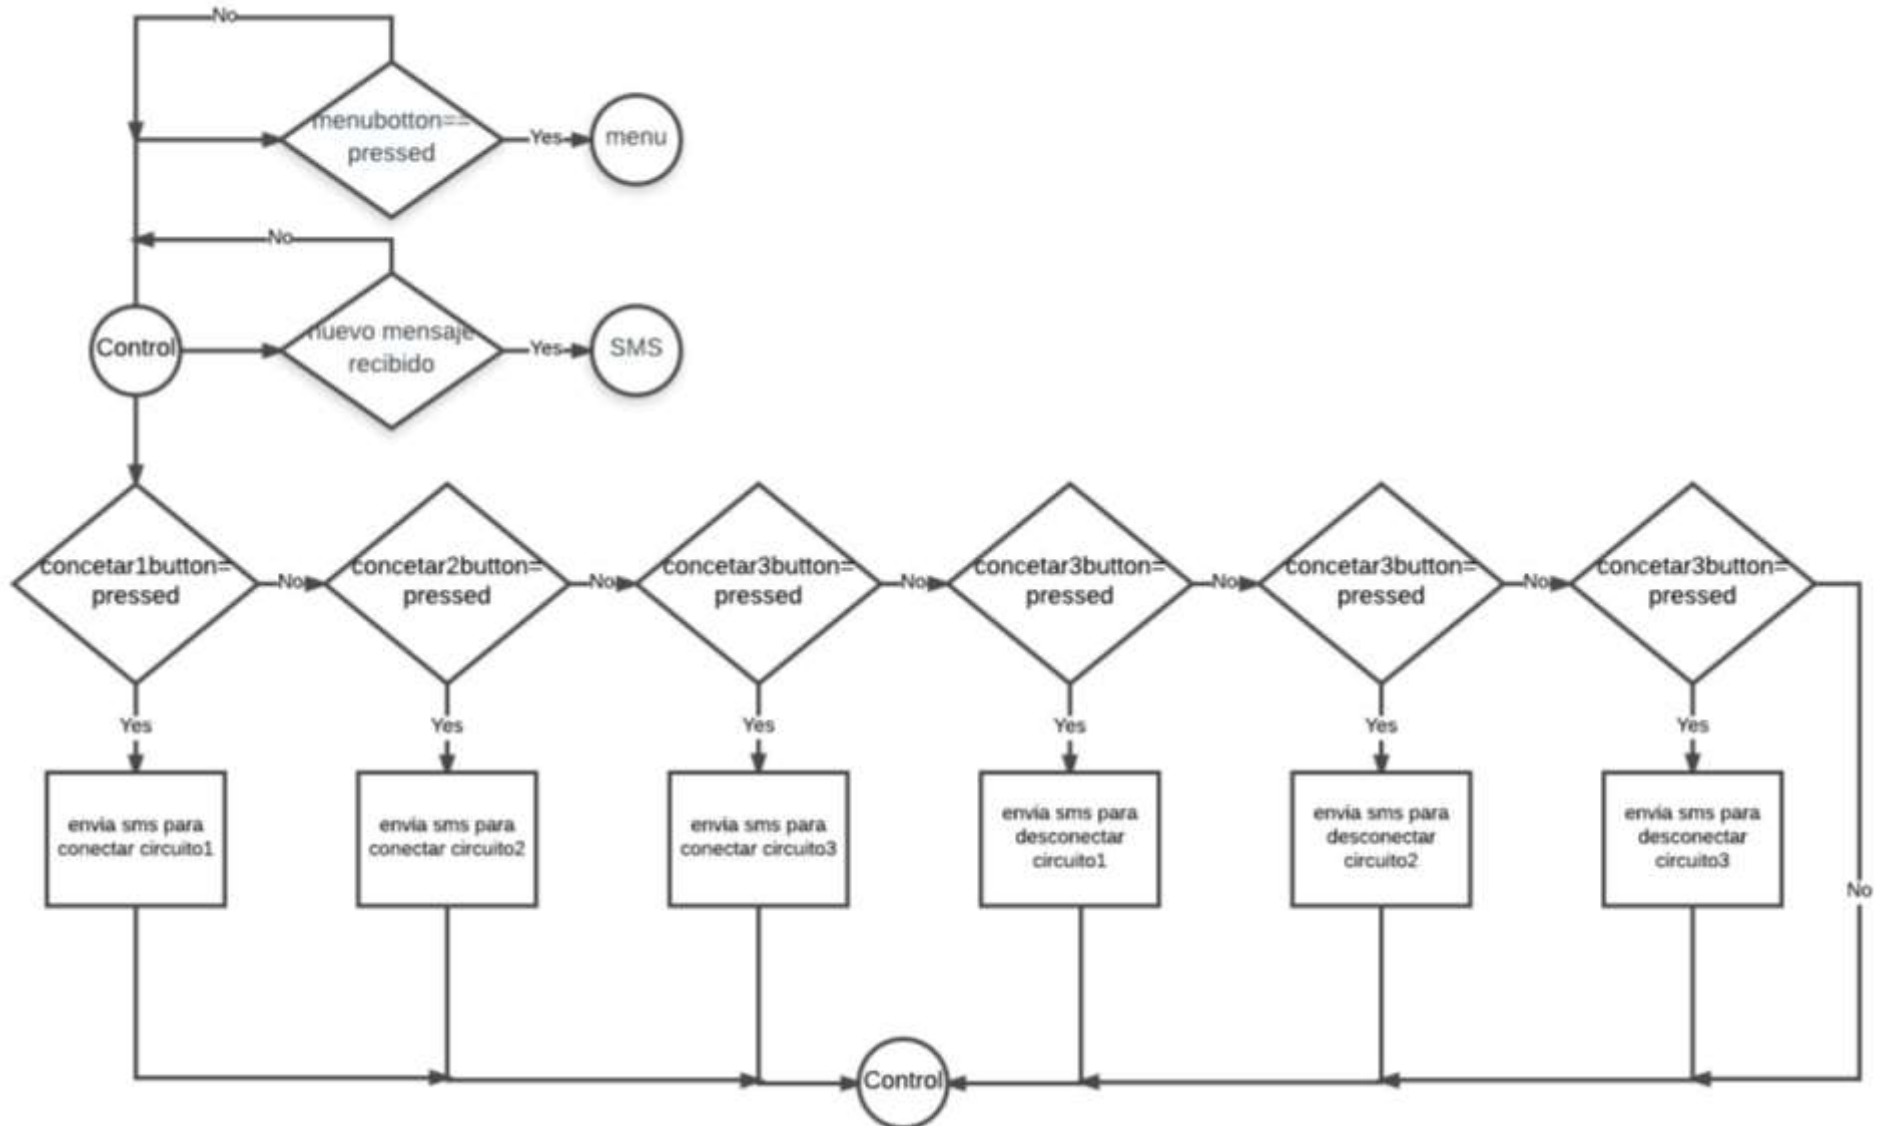 No
menubotton==
pressed
Yes
menu
No
Control
nuevo mensaje
recibido
Yes
SMS
concetar1button=
pressed
No
concetar2button=
pressed
No
concetar3button=
pressed
No
concetar3button=
pressed
No
concetar3button=
pressed
No
concetar3button=
pressed
Yes
Yes
Yes
Yes
Yes
Yes
envia sms para
conectar circuito1
envia sms para
conectar circuito2
envia sms para
conectar circuito3
envia sms para
desconectar
circuito1
envia sms para
desconectar
circuito2
envia sms para
desconectar
circuito3
No
Control